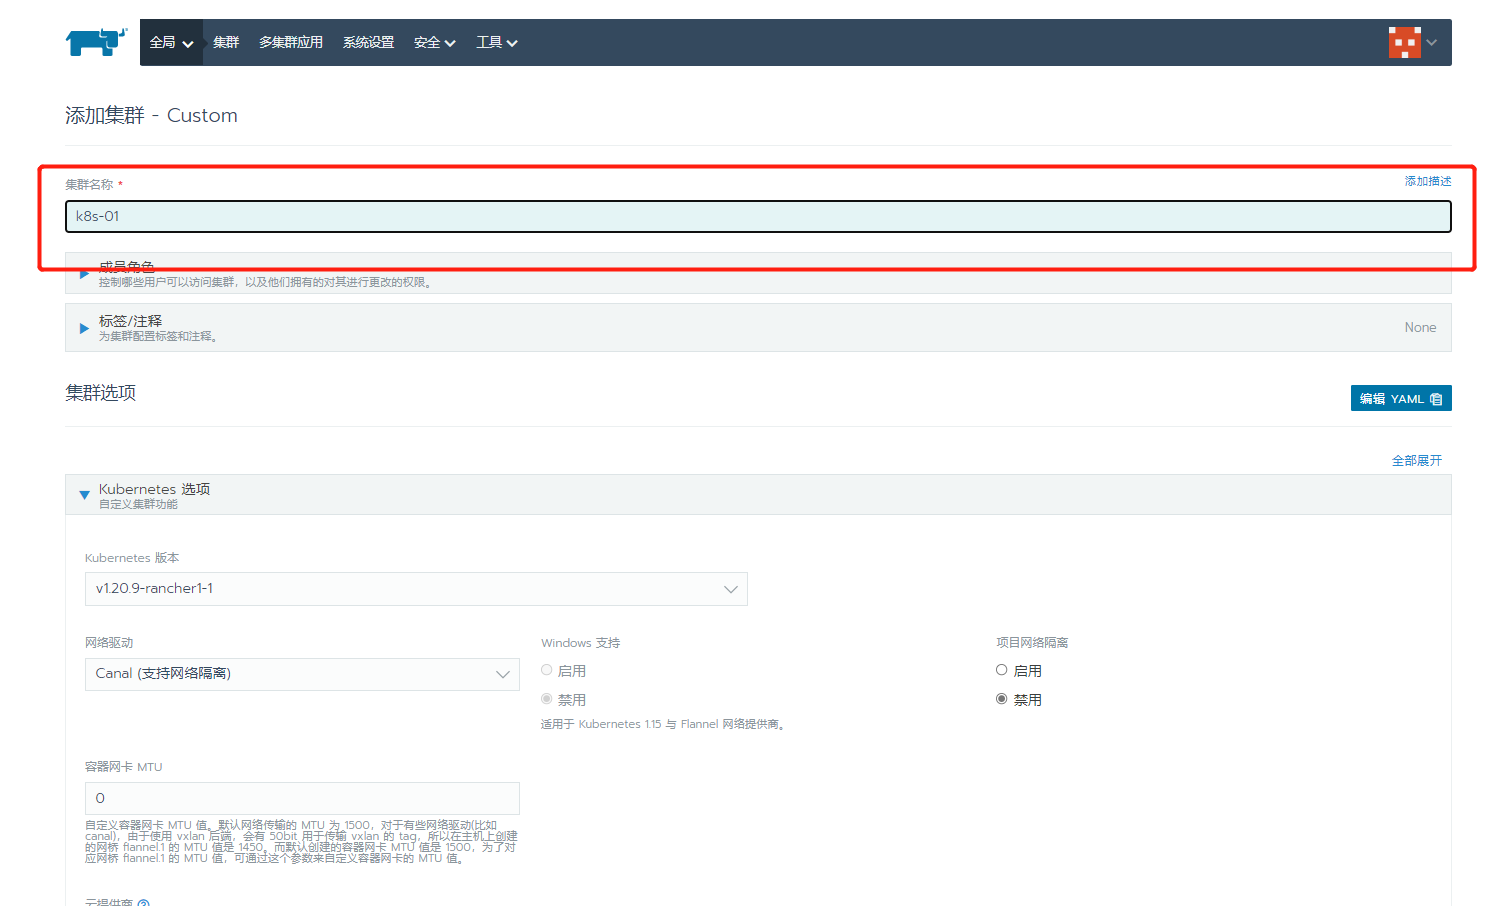 全局 集群 多集群应用 系统设置 安全 工具
添加集群 - Custom
集群名称 *
添加描述
k8s-01
成员角色
控制哪些用户可以访问集群，以及他们拥有的对其进行更改的权限。
标签/注释
为集群配置标签和注释。
None
集群选项
编辑 YAML
全部展开
Kubernetes 选项
自定义集群功能
Kubernetes 版本
v1.20.9-rancher1-1
网络驱动
Canal (支持网络隔离)
Windows 支持
启用
禁用
适用于 Kubernetes 1.15 与 Flannel 网络提供商。
项目网络隔离
启用
禁用
容器网卡 MTU
0
自定义容器网卡 MTU 值。默认网络传输的 MTU 为 1500，对于有些网络驱动(比如
canal)，由于使用 vxlan 后端，会有 50bit 用于传输 vxlan 的 tag，所以在主机上创建
的网桥 flannel.1 的 MTU 值是 1450。而默认创建的容器网卡 MTU 值是 1500，为了对
应网桥 flannel.1 的 MTU 值，可通过这个参数来自定义容器网卡的 MTU 值。
云提供商